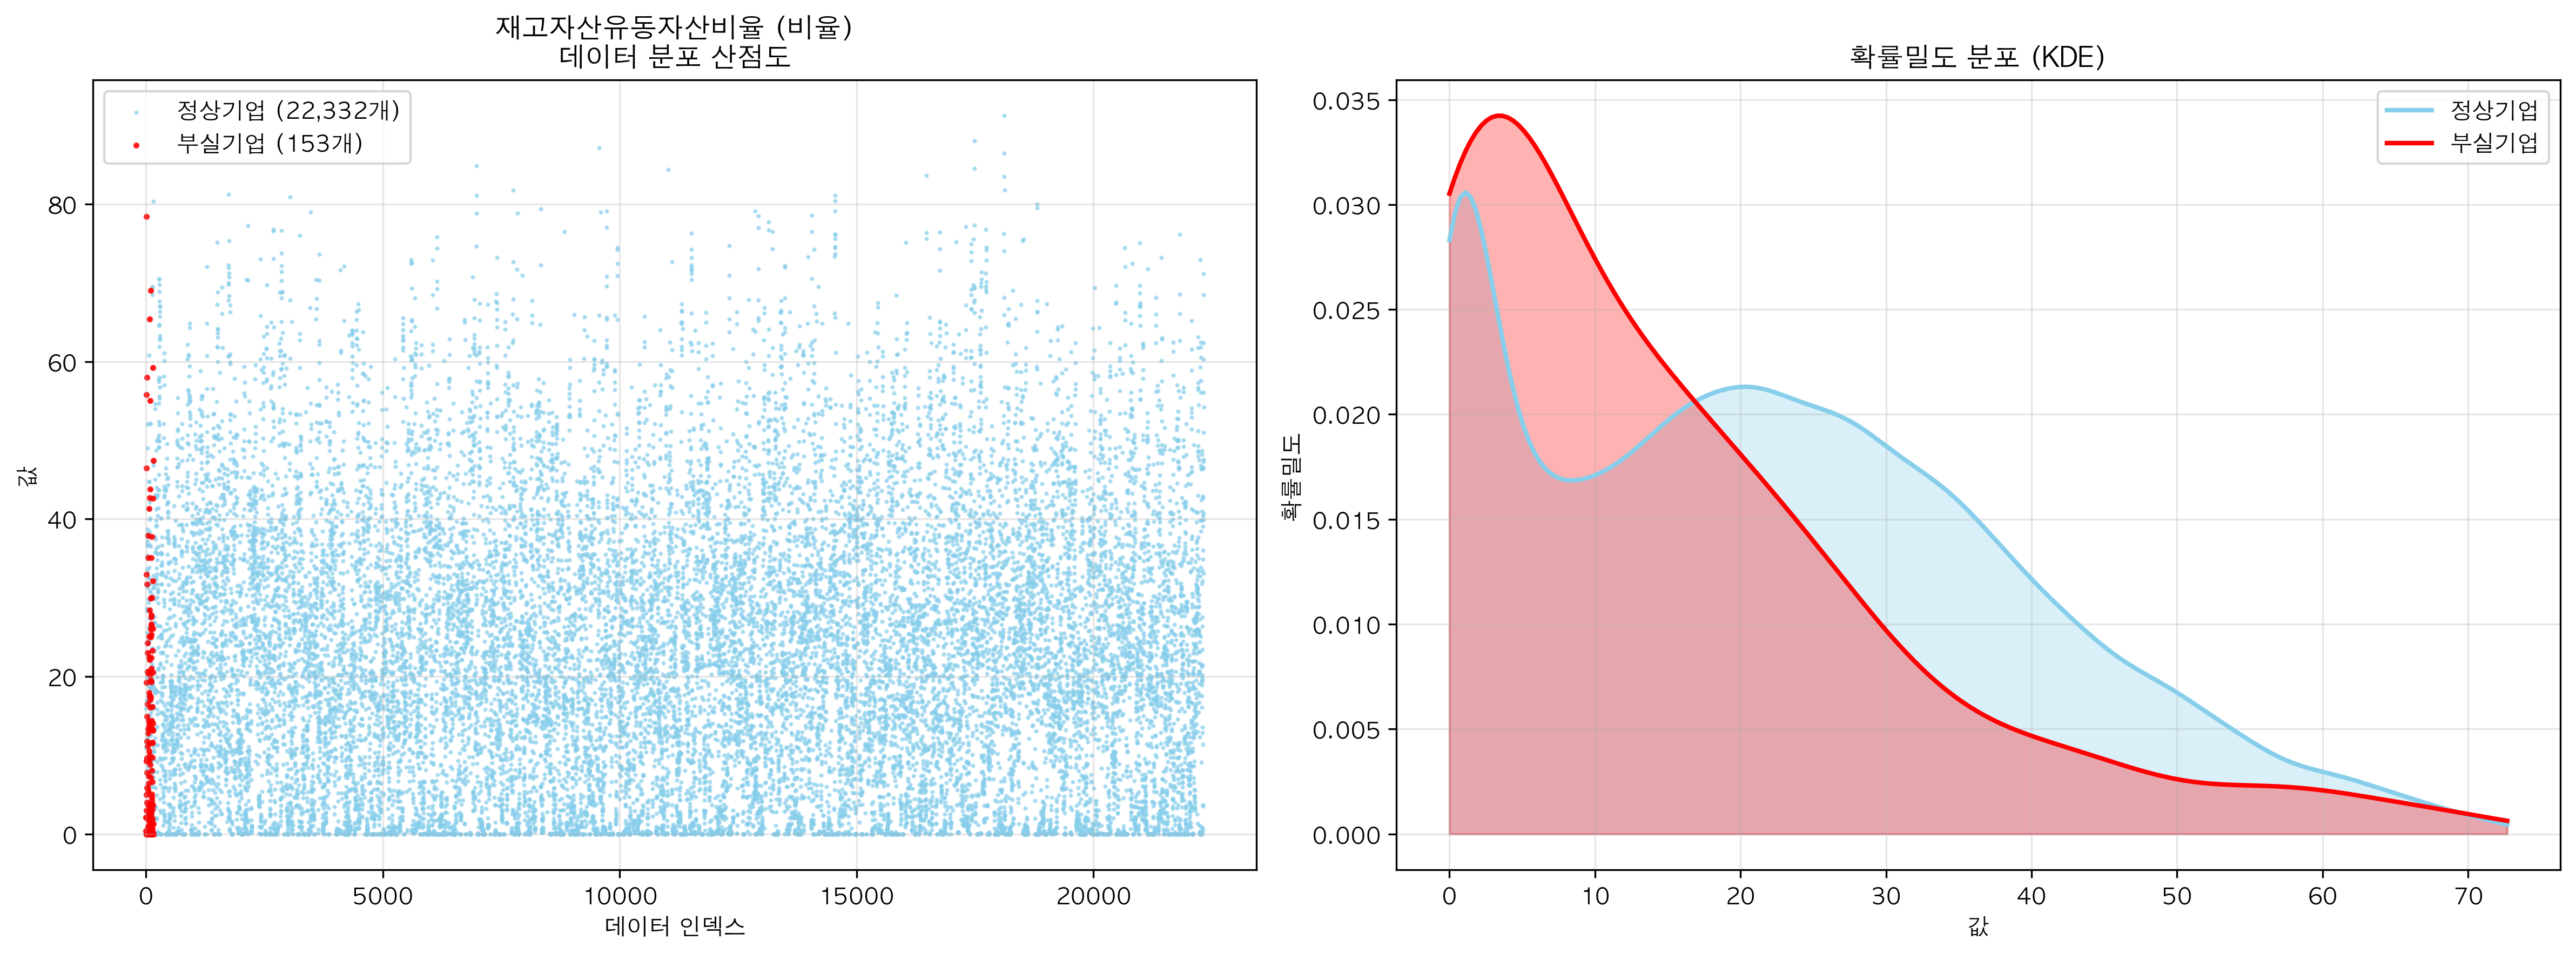 재고자산유동자산비율 (비율)
데이터 분포 산점도
정상기업 (22,332개)
부실기업 (153개)
값
80
60
40
20
0
0
5000
10000
15000
20000
데이터 인덱스
확률밀도 분포 (KDE)
정상기업
부실기업
확률밀도
0.035
0.030
0.025
0.020
0.015
0.010
0.005
0.000
0
10
20
30
40
50
60
70
값